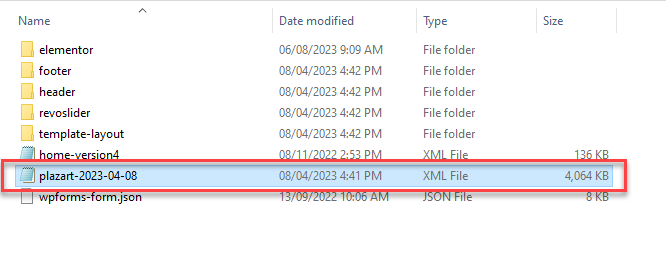 Name Date modified Type Size
elementor 06/08/2023 9:09 AM File folder
footer 08/04/2023 4:42 PM File folder
header 08/04/2023 4:42 PM File folder
revoslider 08/04/2023 4:42 PM File folder
template-layout 08/04/2023 4:42 PM File folder
home-version4 08/11/2022 2:53 PM XML File 136 KB
plazart-2023-04-08 08/04/2023 4:41 PM XML File 4,064 KB
wpforms-form.json 13/09/2022 10:06 AM JSON File 8 KB